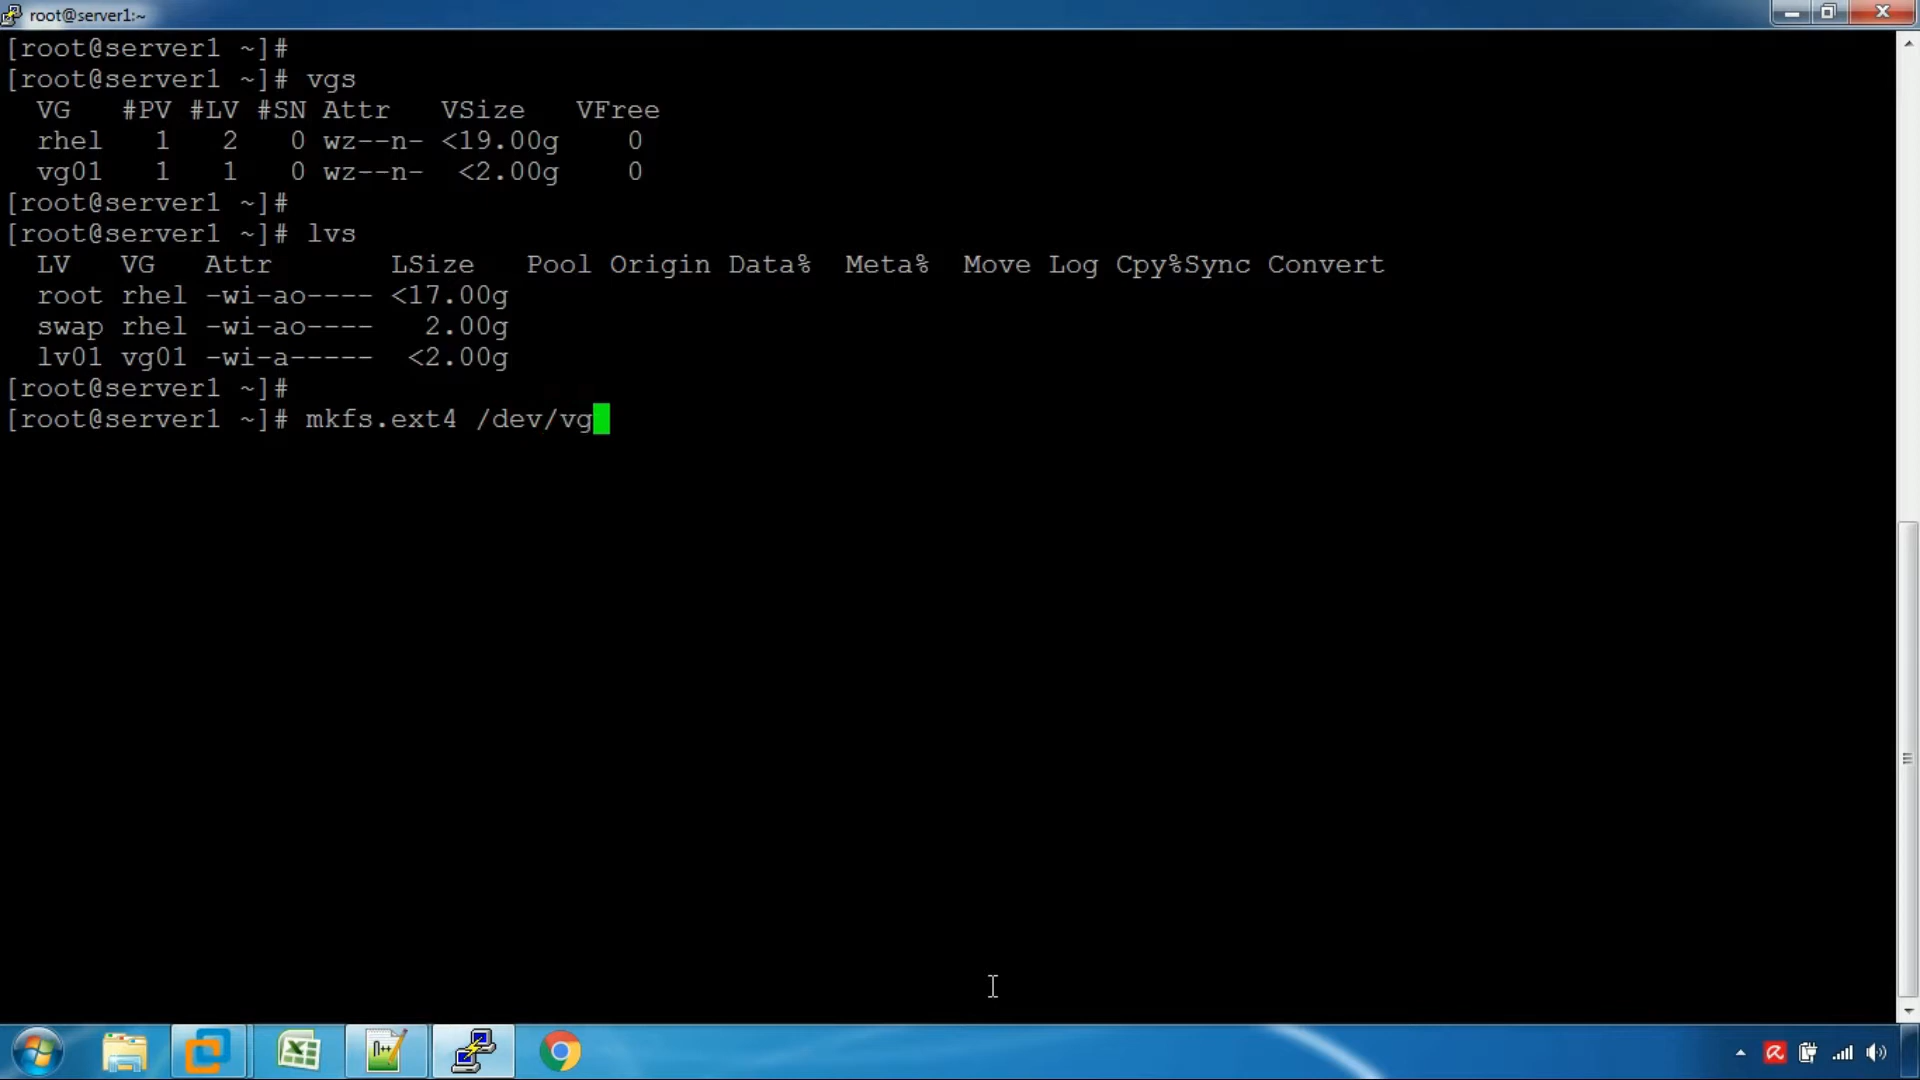 root@server1:~
[root@server1 ~]#
[root@server1 ~]# vgs
  VG   #PV #LV #SN Attr   VSize   VFree
  rhel   1   2   0 wz--n- <19.00g    0
  vg01   1   1   0 wz--n-  <2.00g    0
[root@server1 ~]#
[root@server1 ~]# lvs
  LV   VG   Attr       LSize   Pool Origin Data%  Meta%  Move Log Cpy%Sync Convert
  root rhel -wi-ao---- <17.00g
  swap rhel -wi-ao----   2.00g
  lv01 vg01 -wi-a-----  <2.00g
[root@server1 ~]#
[root@server1 ~]# mkfs.ext4 /dev/vg